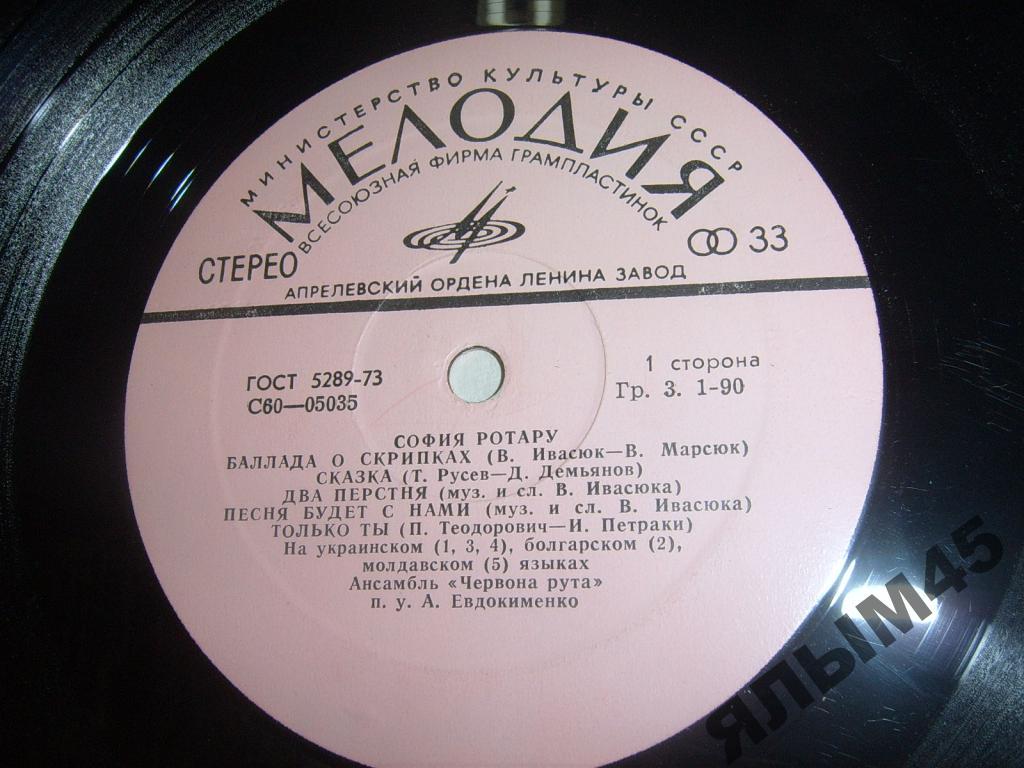 МИНИСТЕРСТВО КУЛЬТУРЫ СССР
МЕЛОДИЯ
ВСЕСОЮЗНАЯ ФИРМА ГРАМПЛАСТИНОК
СТЕРЕО
33
АПРЕЛЕВСКИЙ ОРДЕНА ЛЕНИНА ЗАВОД
ГОСТ 5289-73
С60—05035
1 сторона
Гр. 3. 1-90
СОФИЯ РОТАРУ
БАЛЛАДА О СКРИПКАХ (В. Ивасюк—В. Марсюк)
СКАЗКА (Т. Русев—Д. Демьянов)
ДВА ПЕРСТНЯ (муз. и сл. В. Ивасюка)
ПЕСНЯ БУДЕТ С НАМИ (муз. и сл. В. Ивасюка)
ТОЛЬКО ТЫ (П. Теодорович—И. Петраки)
На украинском (1, 3, 4), болгарском (2),
молдавском (5) языках
Ансамбль «Червона рута»
п. у. А. Евдокименко
ЯЛЫМ45